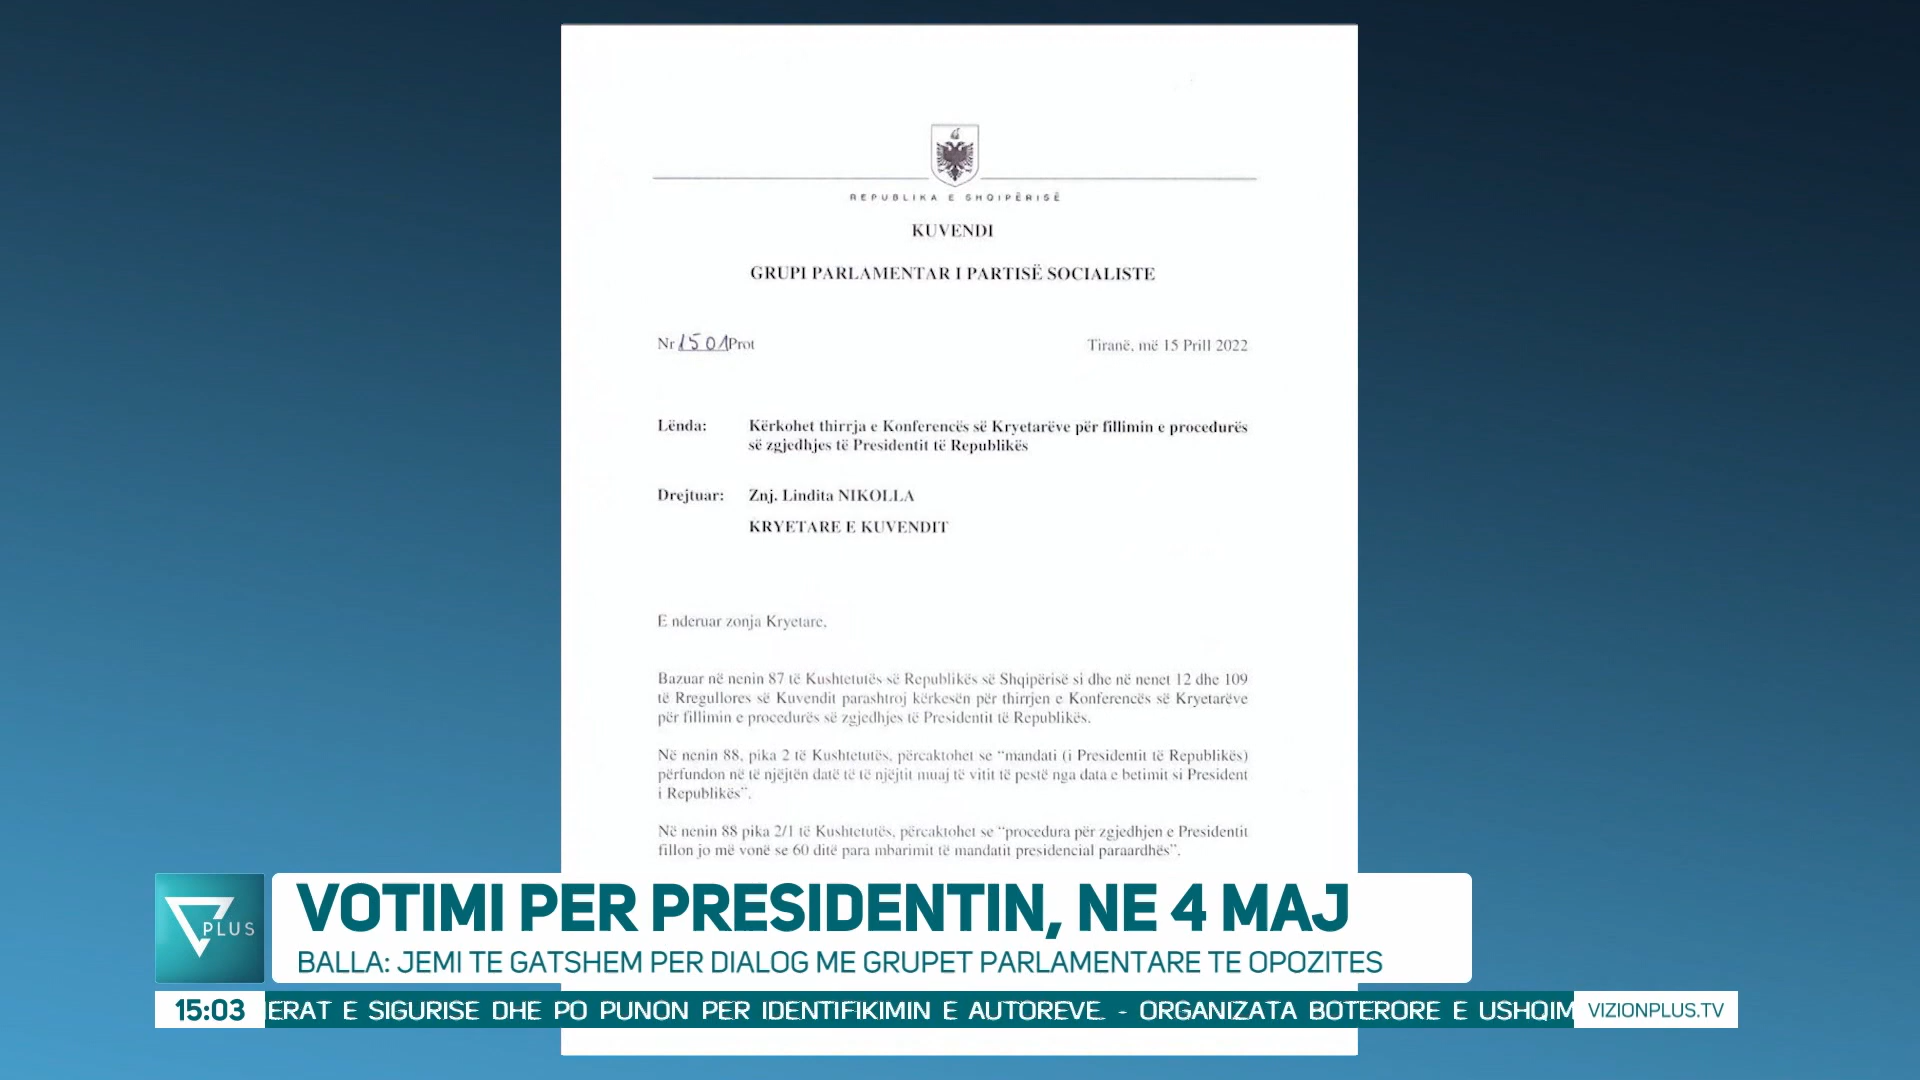 REPUBLIKA E SHQIPËRISË
KUVENDI
GRUPI PARLAMENTAR I PARTISË SOCIALISTE
Nr 1501 Prot
Tiranë, më 15 Prill 2022
Lënda: Kërkohet thirrja e Konferencës së Kryetarëve për fillimin e procedurës
së zgjedhjes të Presidentit të Republikës
Drejtuar: Znj. Lindita NIKOLLA
KRYETARE E KUVENDIT
E nderuar zonja Kryetare,
Bazuar në nenin 87 të Kushtetutës së Republikës së Shqipërisë si dhe në nenet 12 dhe 109
të Rregullores së Kuvendit parashtroj kërkesën për thirrjen e Konferencës së Kryetarëve
për fillimin e procedurës së zgjedhjes të Presidentit të Republikës.
Në nenin 88, pika 2 të Kushtetutës, përcaktohet se “mandati (i Presidentit të Republikës)
përfundon në të njëjtën datë të të njëjtit muaj të vitit të pestë nga data e betimit si President
i Republikës”.
Në nenin 88 pika 2/1 të Kushtetutës, përcaktohet se “procedura për zgjedhjen e Presidentit
fillon jo më vonë se 60 ditë para mbarimit të mandatit presidencial paraardhës”.
PLUS
VOTIMI PER PRESIDENTIN, NE 4 MAJ
BALLA: JEMI TE GATSHEM PER DIALOG ME GRUPET PARLAMENTARE TE OPOZITES
15:03
ERAT E SIGURISE DHE PO PUNON PER IDENTIFIKIMIN E AUTOREVE. - ORGANIZATA BOTERORE E USHQIM
VIZIONPLUS.TV